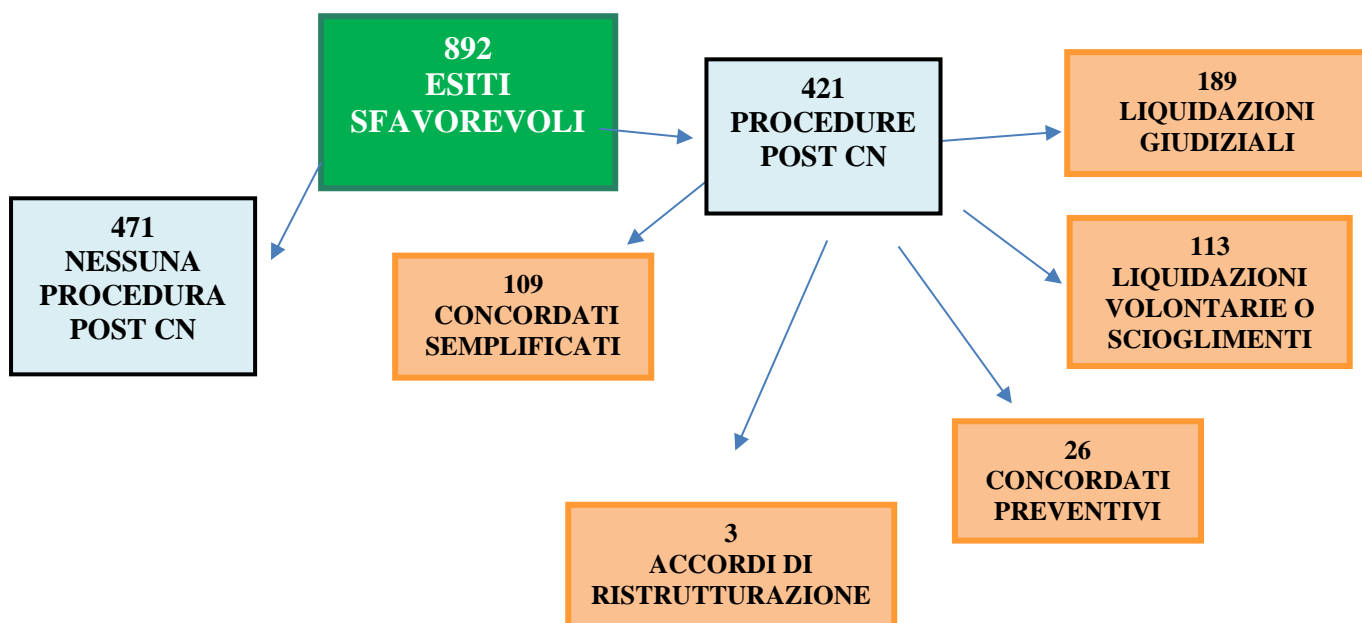 892
ESITI
SFAVOREVOLI
421
PROCEDURE
POST CN
189
LIQUIDAZIONI
GIUDIZIALI
471
NESSUNA
PROCEDURA
POST CN
109
CONCORDATI
SEMPLIFICATI
113
LIQUIDAZIONI
VOLONTARIE O
SCIOGLIMENTI
26
CONCORDATI
PREVENTIVI
3
ACCORDI DI
RISTRUTTURAZIONE